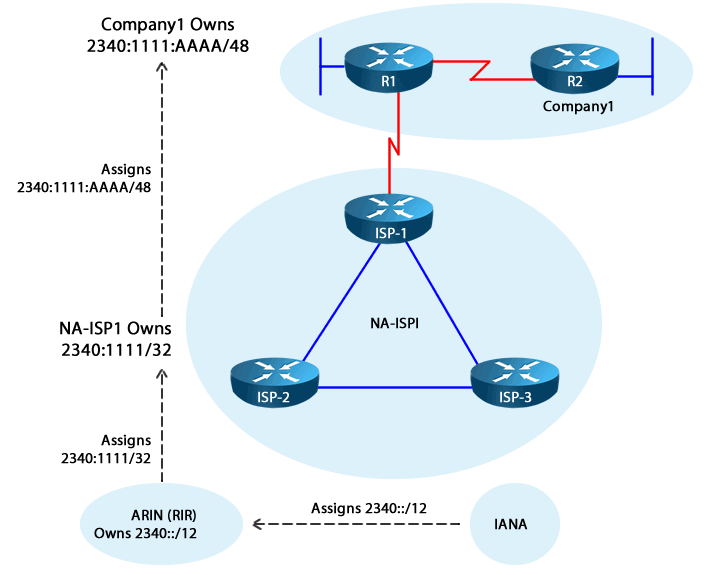 Company1 Owns
2340:1111:AAAA/48
R1
R2
Company1
Assigns
2340:1111:AAAA/48
ISP-1
NA-ISP1 Owns
2340:1111/32
NA-ISPI
ISP-2
ISP-3
Assigns
2340:1111/32
ARIN (RIR)
Owns 2340::/12
Assigns 2340::/12
IANA